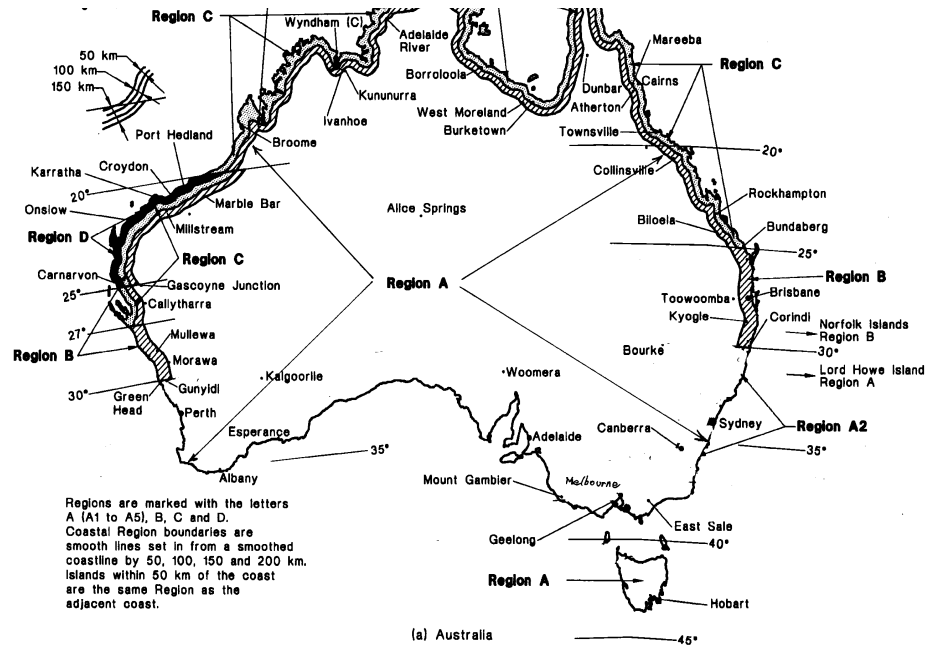 Region C
Wyndham (C)
Adelaide
River
Mareeba
50 km
100 km
150 km
Borroloola
Dunbar
Cairns
Region C
Kununurra
Atherton
West Moreland
Ivanhoe
Burketown
Port Hedland
Townsville
Broome
20°
Croydon
Collinsville
Karratha
20°
Marble Bar
Rockhampton
Onslow
Alice Springs
Millstream
Biloela
Bundaberg
Region D
25°
Region C
Carnarvon
Gascoyne Junction
Region A
Region B
25°
Callytharra
Toowoomba
Brisbane
Kyogle
Corindi
27°
Mullewa
Norfolk Islands
Region B
Region B
Bourke
30°
Morawa
Lord Howe Island
Region A
Woomera
Kalgoorlie
30°
Gunyidi
Green
Head
Perth
Sydney
Region A2
Esperance
Canberra
Adelaide
35°
35°
Albany
Mount Gambier
Melbourne
East Sale
Geelong
40°
Regions are marked with the letters
A (A1 to A5), B, C and D.
Coastal Region boundaries are
smooth lines set in from a smoothed
coastline by 50, 100, 150 and 200 km.
Islands within 50 km of the coast
are the same Region as the
adjacent coast.
Region A
Hobart
(a) Australia
45°